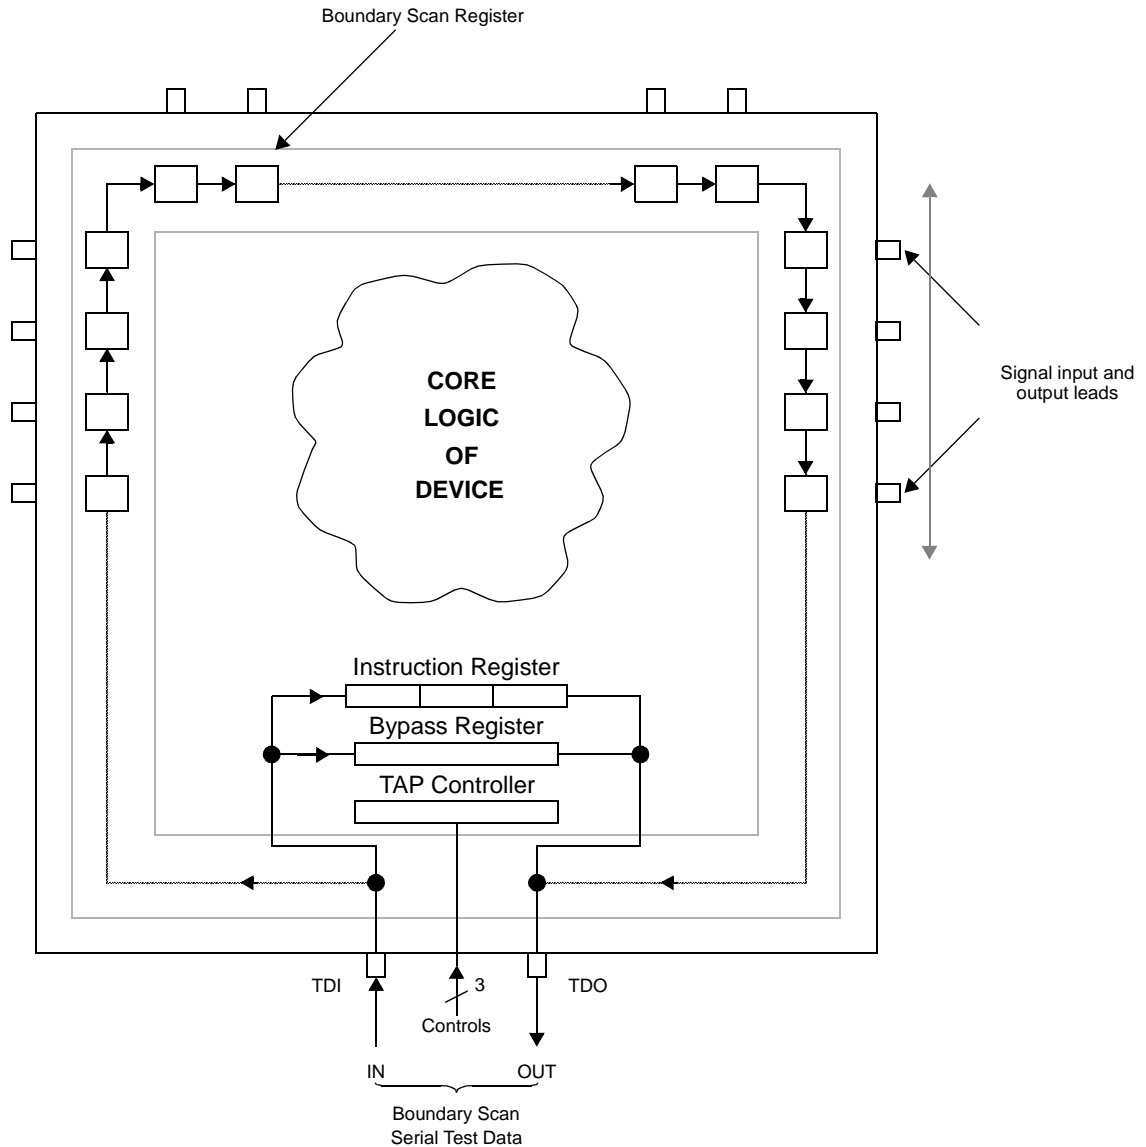 Boundary Scan Register
CORE
LOGIC
OF
DEVICE
Signal input and
output leads
Instruction Register
Bypass Register
TAP Controller
TDI
3
TDO
Controls
IN
OUT
Boundary Scan
Serial Test Data